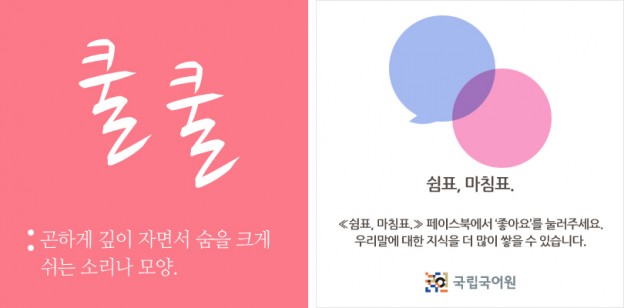 쿨쿨
: 곤하게 깊이 자면서 숨을 크게
쉬는 소리나 모양.
쉼표, 마침표.
≪쉼표, 마침표.≫ 페이스북에서 '좋아요'를 눌러주세요.
우리말에 대한 지식을 더 많이 쌓을 수 있습니다.
국립국어원